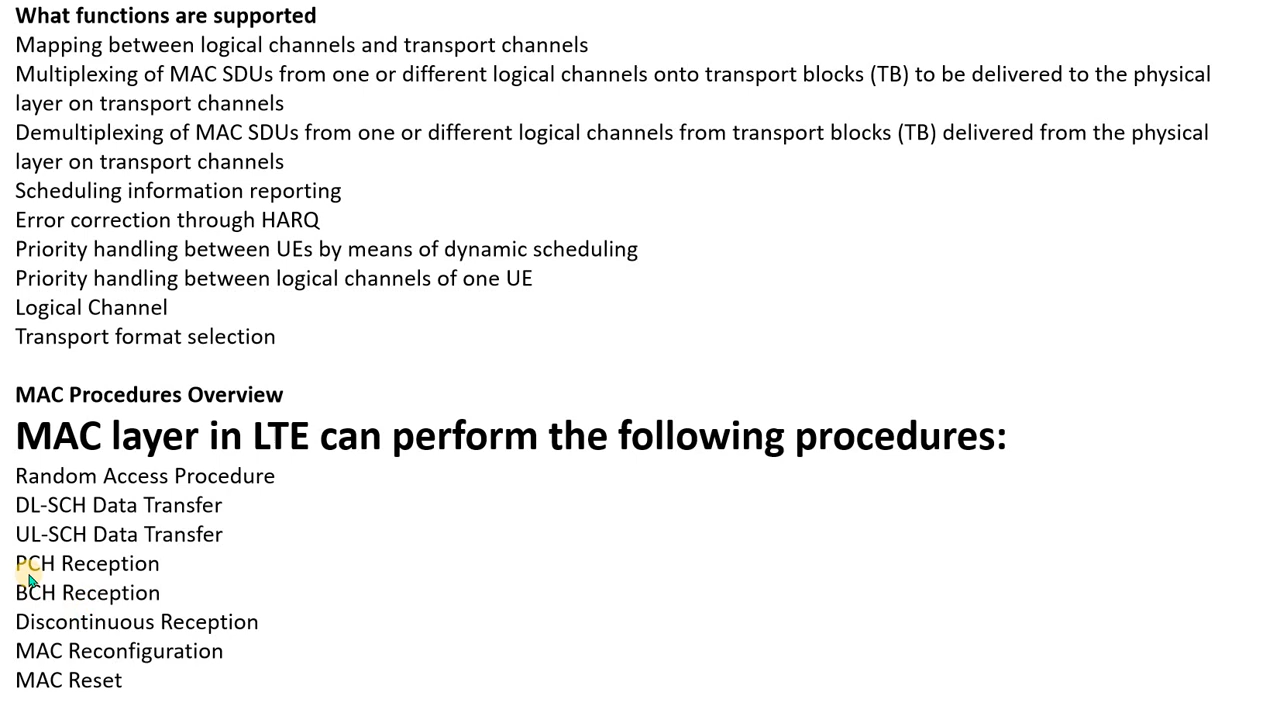 What functions are supported
Mapping between logical channels and transport channels
Multiplexing of MAC SDUs from one or different logical channels onto transport blocks (TB) to be delivered to the physical
layer on transport channels
Demultiplexing of MAC SDUs from one or different logical channels from transport blocks (TB) delivered from the physical
layer on transport channels
Scheduling information reporting
Error correction through HARQ
Priority handling between UEs by means of dynamic scheduling
Priority handling between logical channels of one UE
Logical Channel
Transport format selection
MAC Procedures Overview
MAC layer in LTE can perform the following procedures:
Random Access Procedure
DL-SCH Data Transfer
UL-SCH Data Transfer
PCH Reception
BCH Reception
Discontinuous Reception
MAC Reconfiguration
MAC Reset